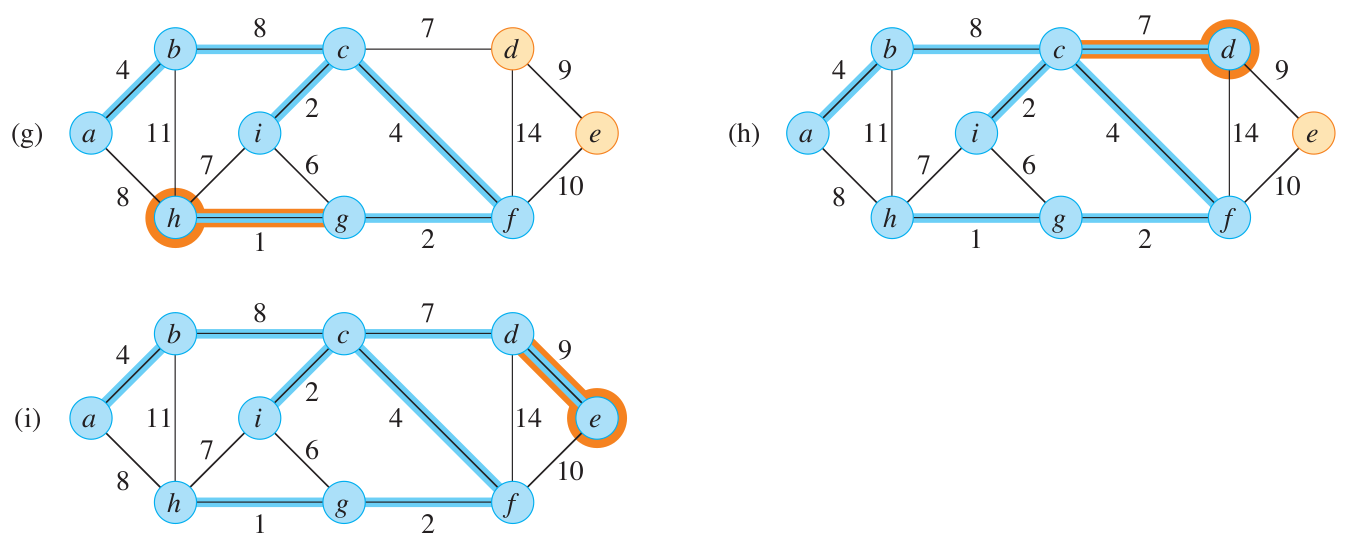 8 7 8 7
b c d b c d
4 9 4 9
2 2
(g) a 11 i 4 14 e (h) a 11 i 4 14 e
7 6 7 6
8 10 8 10
h g f h g f
1 2 1 2
8 7
b c d
4 9
2
(i) a 11 i 4 14 e
7 6
8 10
h g f
1 2